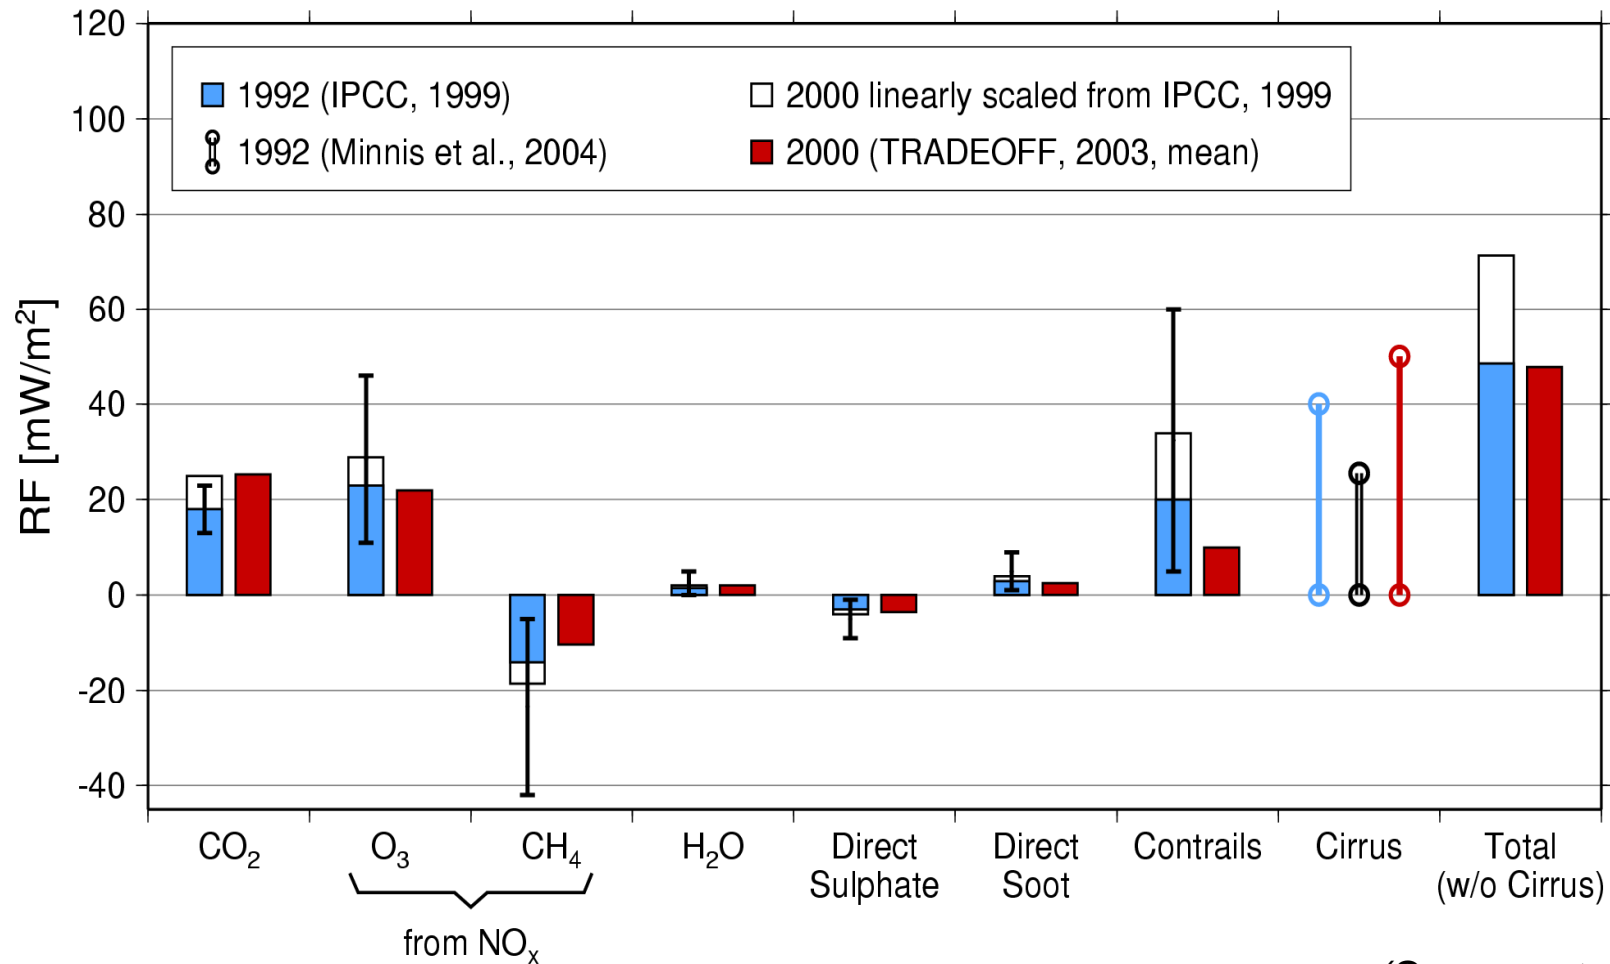 120
100
80
60
40
20
0
-20
-40
RF [mW/m²]
1992 (IPCC, 1999)
2000 linearly scaled from IPCC, 1999
1992 (Minnis et al., 2004)
2000 (TRADEOFF, 2003, mean)
CO₂
O₃
CH₄
H₂O
Direct
Sulphate
Direct
Soot
Contrails
Cirrus
Total
(w/o Cirrus)
from NOₓ